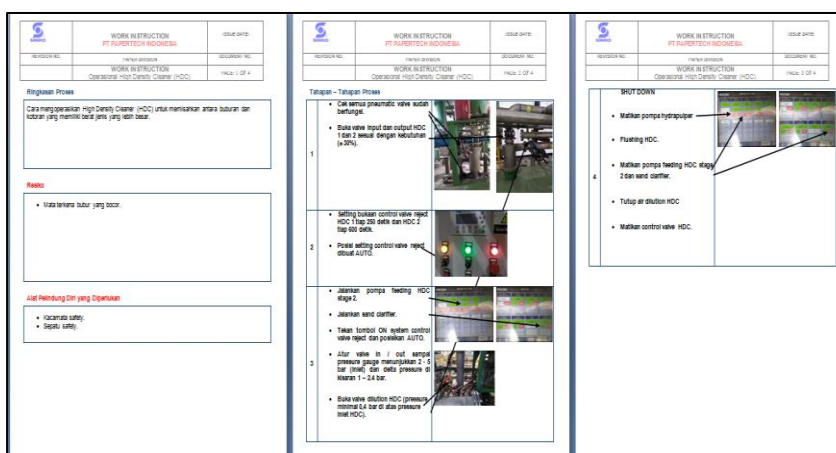 WORK INSTRUCTION
PT PAPERTECH INDONESIA
ISSUE DATE:
REVISION NO.
PAPER DIVISION
DOCUMENT NO.
WORK INSTRUCTION
Operasional High Density Cleaner (HDC)
PAGE: 1 OF 4
Ringkasan Proses
Cara mengoperasikan High Density Cleaner (HDC) untuk memisahkan antara buburan dan
kotoran yang memiliki berat jenis yang lebih besar.
Resiko
Mata terkena bubur yang bocor.
Alat Pelindung Diri yang Diperlukan
Kacamata safety.
Sepatu safety.
WORK INSTRUCTION
PT PAPERTECH INDONESIA
ISSUE DATE:
REVISION NO.
PAPER DIVISION
DOCUMENT NO.
WORK INSTRUCTION
Operasional High Density Cleaner (HDC)
PAGE: 2 OF 4
Tahapan – Tahapan Proses
1
Cek semua pneumatic valve sudah
berfungsi.
Buka valve input dan output HDC
1 dan 2 sesuai dengan kebutuhan
(± 30%).
2
Setting bukaan control valve reject
HDC 1 tiap 250 detik dan HDC 2
tiap 600 detik.
Posisi setting control valve reject
dibuat AUTO.
3
Jalankan pompa feeding HDC
stage 2.
Jalankan sand clarifier.
Tekan tombol ON system control
valve reject dan posisikan AUTO.
Atur valve in / out sampai
pressure gauge menunjukkan 2 - 5
bar (inlet) dan delta pressure di
kisaran 1 – 2.4 bar.
Buka valve dilution HDC (pressure
minimal 0,4 bar di atas pressure
inlet HDC).
WORK INSTRUCTION
PT PAPERTECH INDONESIA
ISSUE DATE:
REVISION NO.
PAPER DIVISION
DOCUMENT NO.
WORK INSTRUCTION
Operasional High Density Cleaner (HDC)
PAGE: 3 OF 4
4
SHUT DOWN
Matikan pompa hydrapulper
Flushing HDC.
Matikan pompa feeding HDC stage
2 dan sand clarifier.
Tutup air dilution HDC
Matikan control valve HDC.